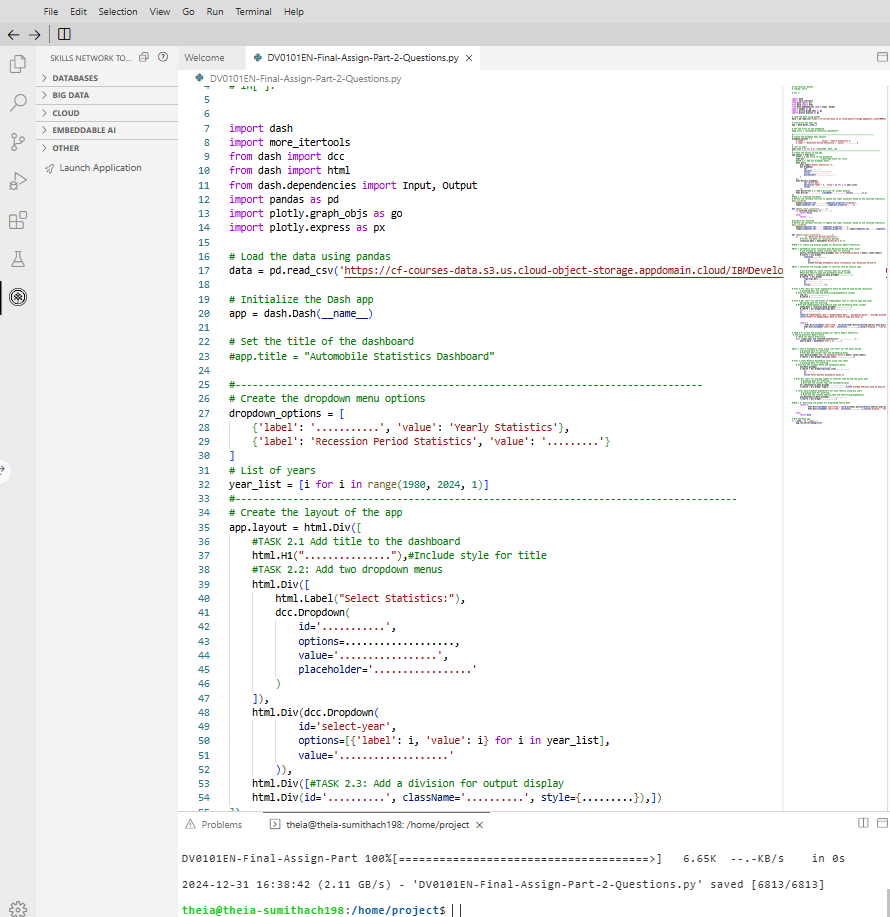 File Edit Selection View Go Run Terminal Help
SKILLS NETWORK TO...
DATABASES
BIG DATA
CLOUD
EMBEDDABLE AI
OTHER
Launch Application
Welcome
DV0101EN-Final-Assign-Part-2-Questions.py
DV0101EN-Final-Assign-Part-2-Questions.py
4 # In[ ]:
5
6
7 import dash
8 import more_itertools
9 from dash import dcc
10 from dash import html
11 from dash.dependencies import Input, Output
12 import pandas as pd
13 import plotly.graph_objs as go
14 import plotly.express as px
15
16 # Load the data using pandas
17 data = pd.read_csv('https://cf-courses-data.s3.us.cloud-object-storage.appdomain.cloud/IBMDevelo
18
19 # Initialize the Dash app
20 app = dash.Dash(__name__)
21
22 # Set the title of the dashboard
23 #app.title = "Automobile Statistics Dashboard"
24
25 #---------------------------------------------------------------------------------
26 # Create the dropdown menu options
27 dropdown_options = [
28     {'label': '...........', 'value': 'Yearly Statistics'},
29     {'label': 'Recession Period Statistics', 'value': '.........'}
30 ]
31 # List of years
32 year_list = [i for i in range(1980, 2024, 1)]
33 #---------------------------------------------------------------------------------------
34 # Create the layout of the app
35 app.layout = html.Div([
36     #TASK 2.1 Add title to the dashboard
37     html.H1("..............."),#Include style for title
38     #TASK 2.2: Add two dropdown menus
39     html.Div([
40         html.Label("Select Statistics:"),
41         dcc.Dropdown(
42             id='...........',
43             options=...................,
44             value='.................',
45             placeholder='.................'
46         )
47     ]),
48     html.Div(dcc.Dropdown(
49             id='select-year',
50             options=[{'label': i, 'value': i} for i in year_list],
51             value='...................'
52         )),
53     html.Div([#TASK 2.3: Add a division for output display
54     html.Div(id='..........', className='..........', style={.........}),])
55 ])
Problems
theia@theia-sumithach198: /home/project
DV0101EN-Final-Assign-Part 100%[=====================================>] 6.65K --.-KB/s in 0s
2024-12-31 16:38:42 (2.11 GB/s) - 'DV0101EN-Final-Assign-Part-2-Questions.py' saved [6813/6813]
theia@theia-sumithach198:/home/project$